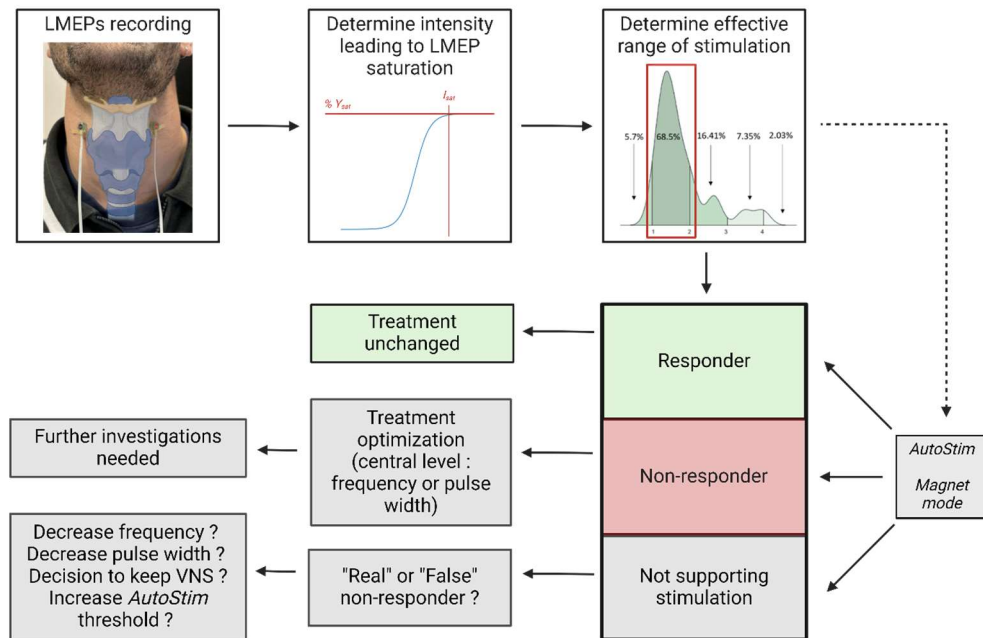 LMEPs recording
Determine intensity
leading to LMEP
saturation
% Ysat
Isat
Determine effective
range of stimulation
5.7%
68.5%
16.41%
7.35%
2.03%
1
2
3
4
Treatment
unchanged
Responder
Further investigations
needed
Treatment
optimization
(central level :
frequency or pulse
width)
Non-responder
AutoStim
Magnet
mode
Decrease frequency ?
Decrease pulse width ?
Decision to keep VNS ?
Increase AutoStim
threshold ?
"Real" or "False"
non-responder ?
Not supporting
stimulation